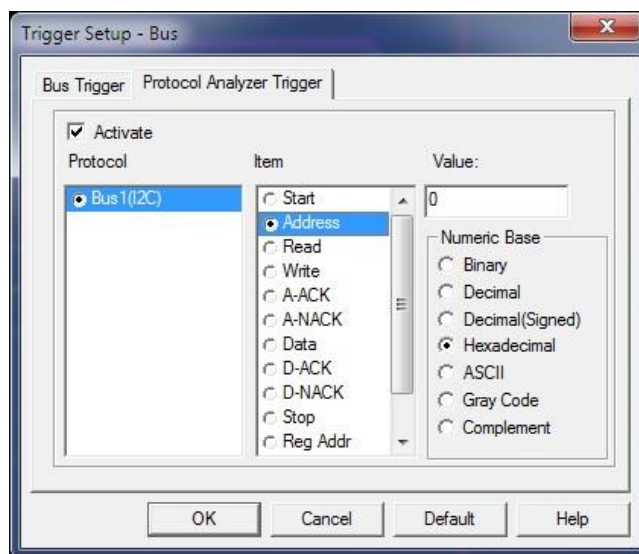 Trigger Setup - Bus
Bus Trigger
Protocol Analyzer Trigger
Activate
Protocol
Item
Value:
Bus1(I2C)
Start
Address
Read
Write
A-ACK
A-NACK
Data
D-ACK
D-NACK
Stop
Reg Addr
0
Numeric Base
Binary
Decimal
Decimal(Signed)
Hexadecimal
ASCII
Gray Code
Complement
OK
Cancel
Default
Help